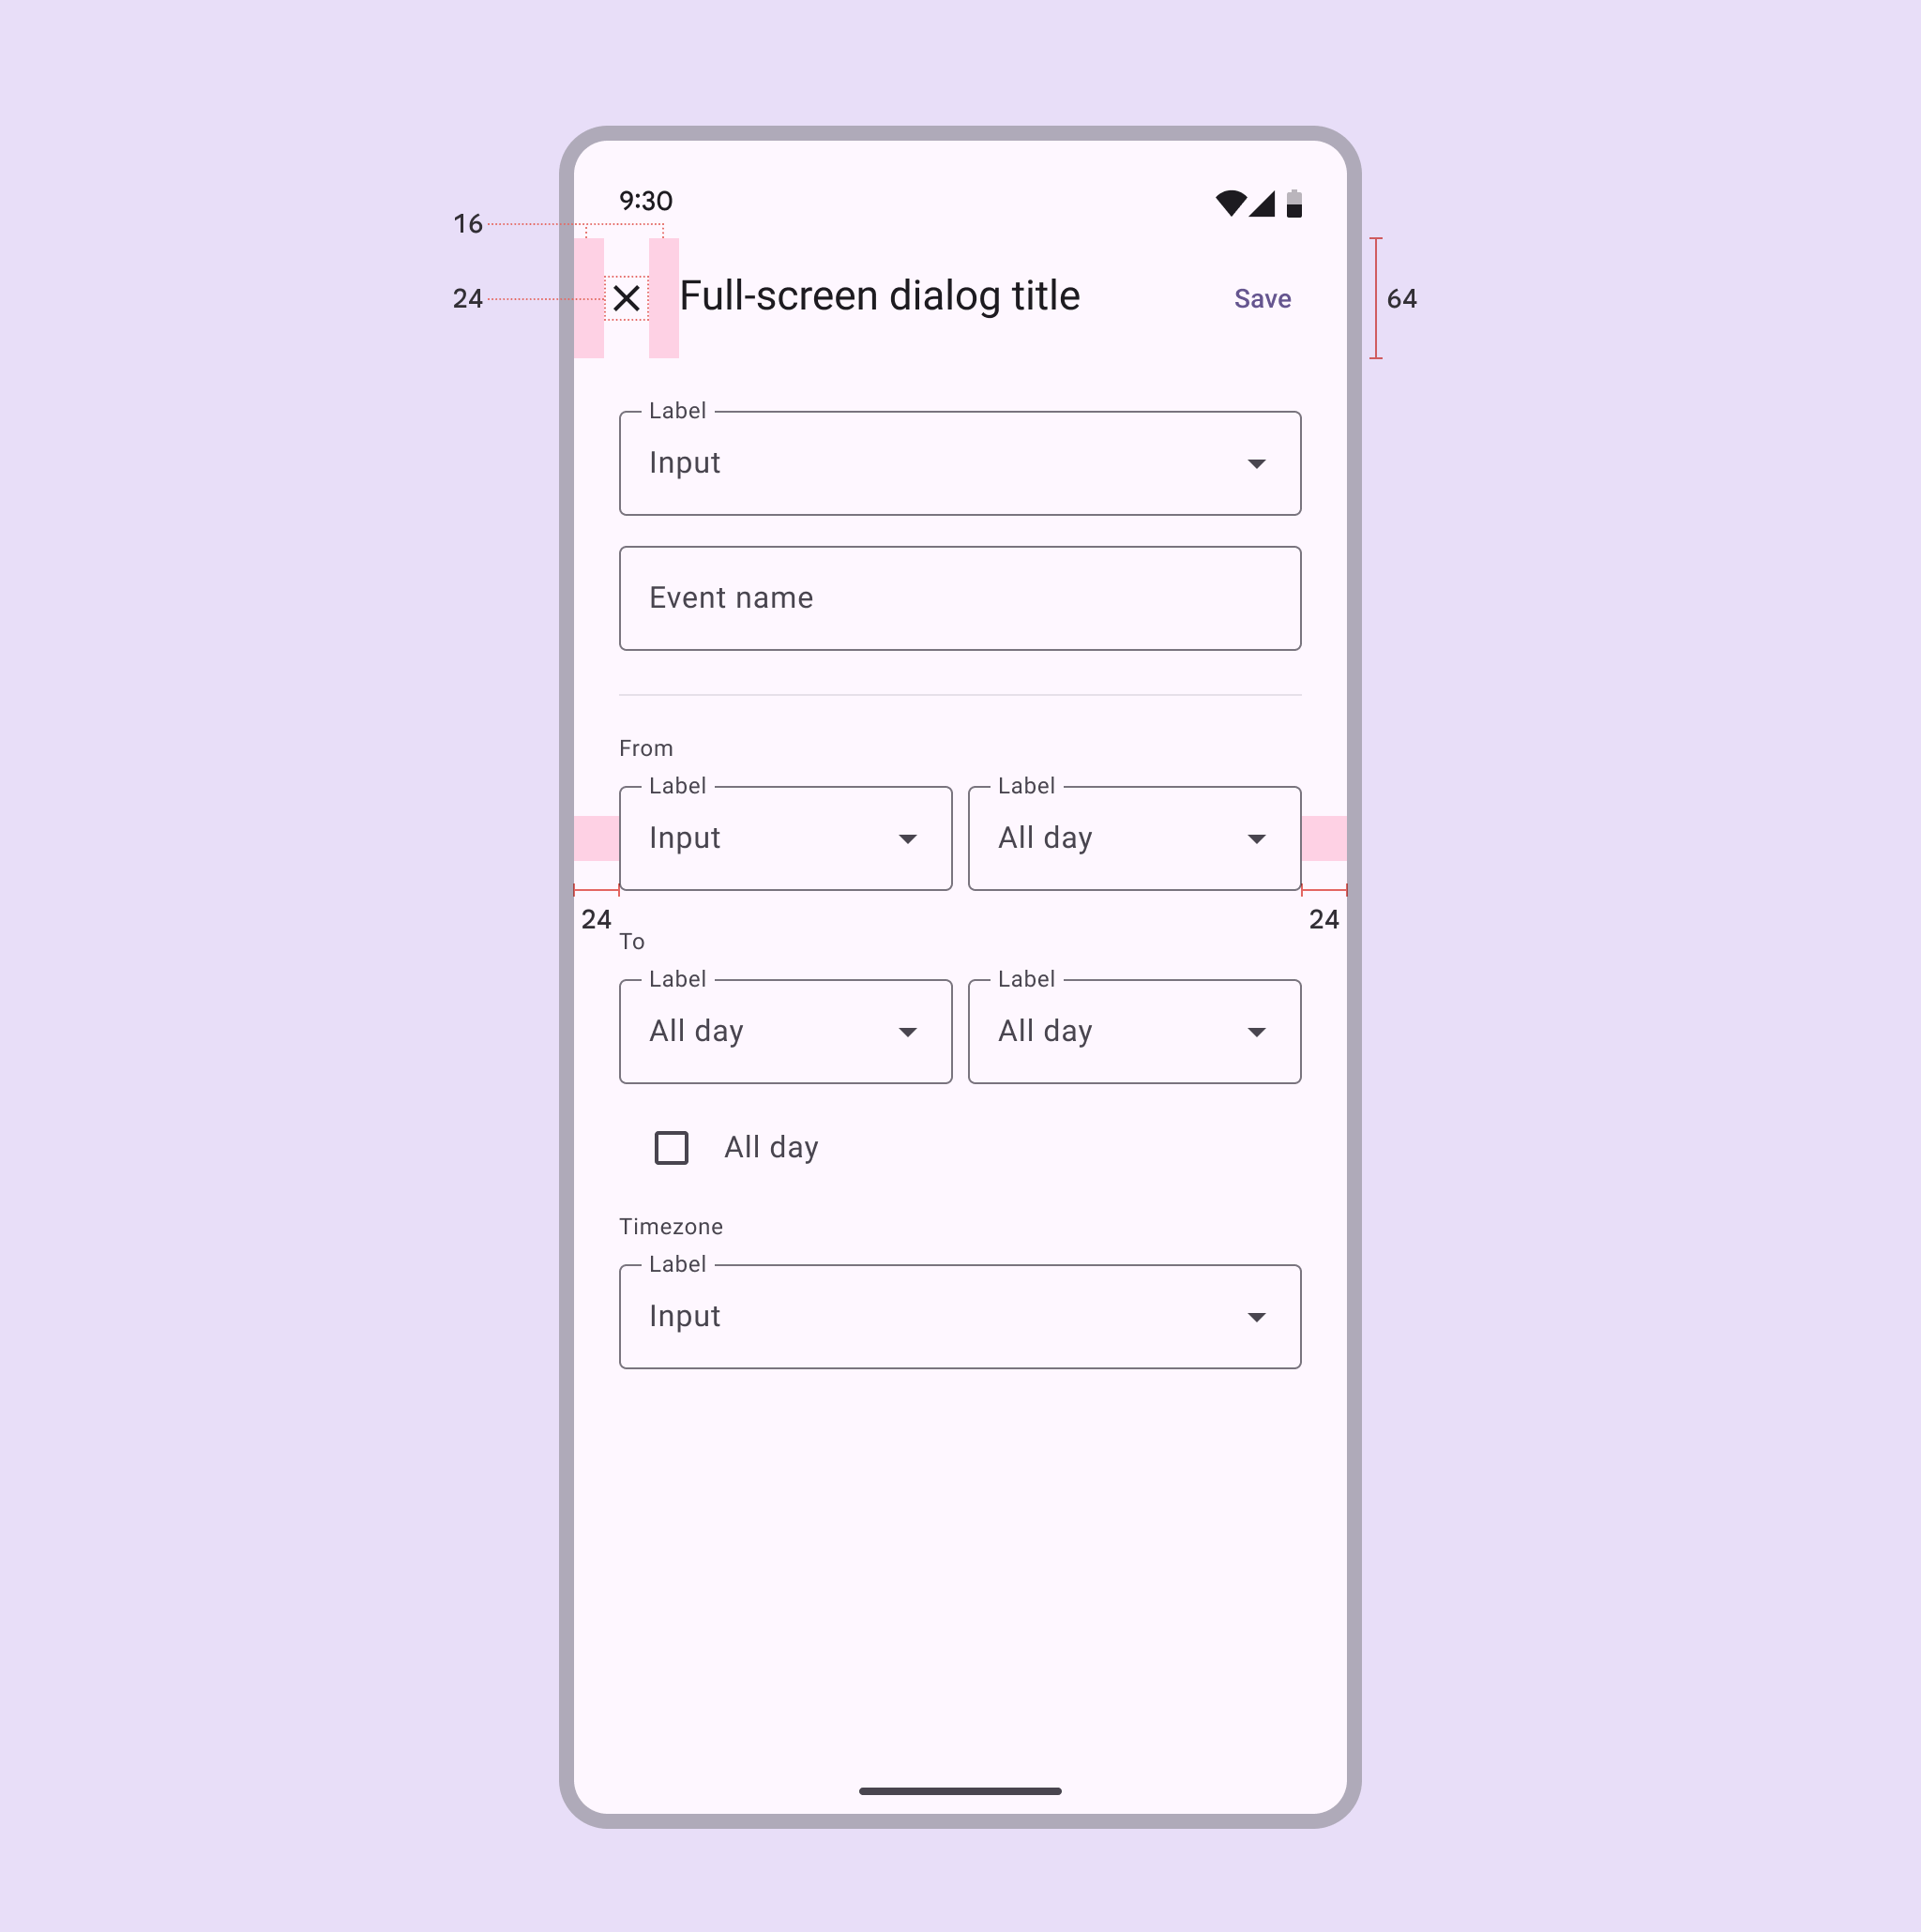 9:30
16
24
Full-screen dialog title
Save
64
Label
Input
Event name
From
Label
Label
Input
All day
24
24
To
Label
Label
All day
All day
All day
Timezone
Label
Input